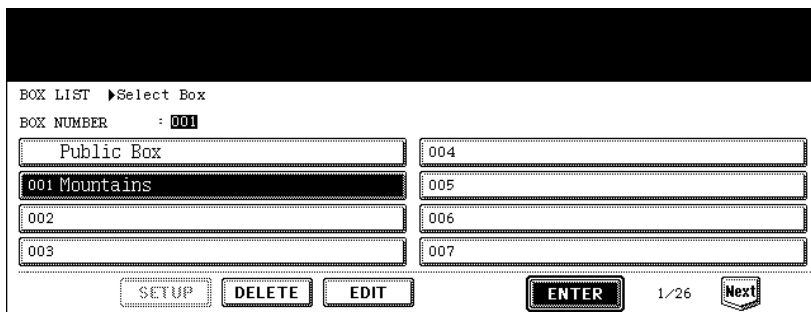 BOX LIST ▶Select Box
BOX NUMBER : 001
Public Box
004
001 Mountains
005
002
006
003
007
SETUP DELETE EDIT ENTER 1/26 Next